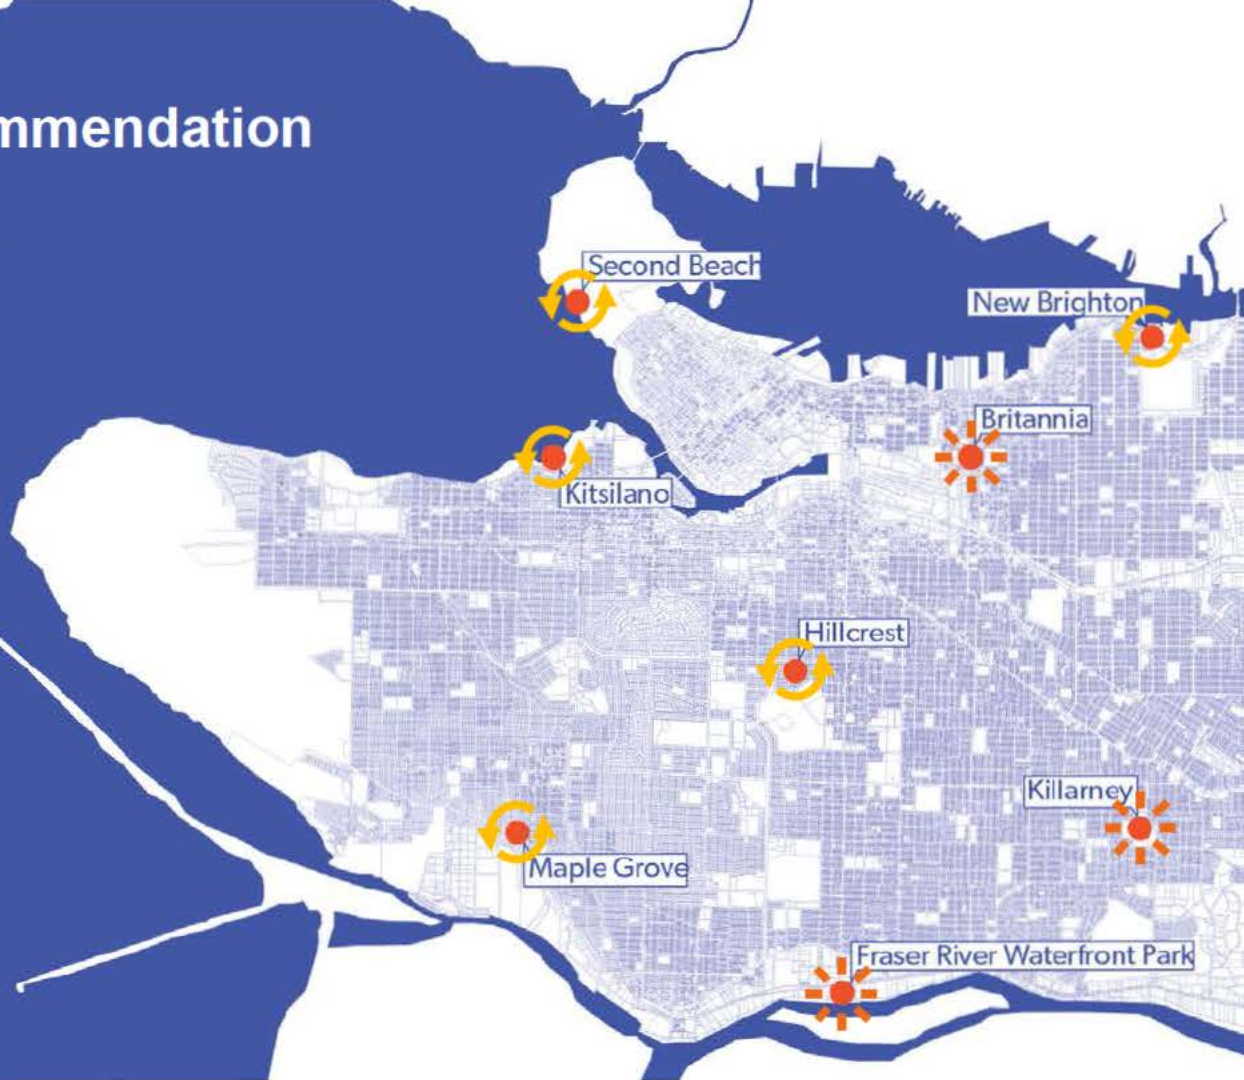 mmendation
Second Beach
New Brighton
Britannia
Kitsilano
Hillcrest
Killarney
Maple Grove
Fraser River Waterfront Park